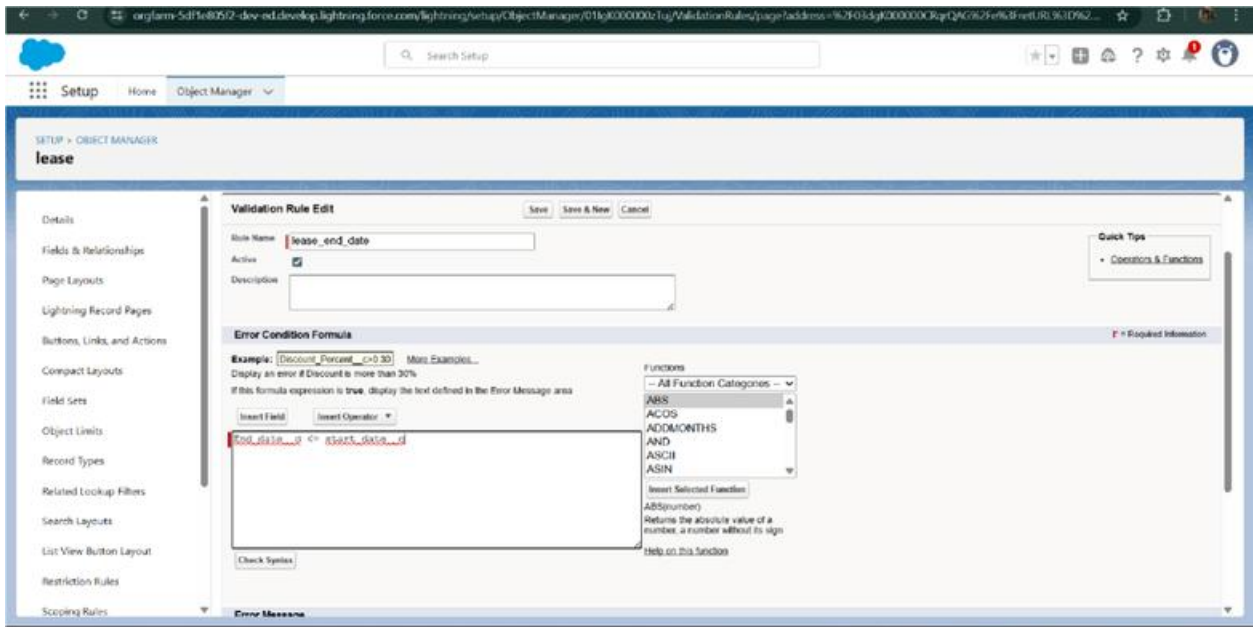 Search Setup
Setup
Home
Object Manager
SETUP > OBJECT MANAGER
lease
Details
Fields & Relationships
Page Layouts
Lightning Record Pages
Buttons, Links, and Actions
Compact Layouts
Field Sets
Object Limits
Record Types
Related Lookup Filters
Search Layouts
List View Button Layout
Restriction Rules
Scoping Rules
Validation Rule Edit
Save
Save & New
Cancel
Rule Name
lease_end_date
Active
Description
Quick Tips
• Operators & Functions
Error Condition Formula
= Required Information
Example: Discount_Percent__c>0.30 More Examples...
Display an error if Discount is more than 30%
If this formula expression is true, display the text defined in the Error Message area
Insert Field
Insert Operator
End_date__c <= start_date__c
Functions
-- All Function Categories --
ABS
ACOS
ADDMONTHS
AND
ASCII
ASIN
Insert Selected Function
ABS(number)
Returns the absolute value of a
number, a number without its sign
Help on this function
Check Syntax
Error Message